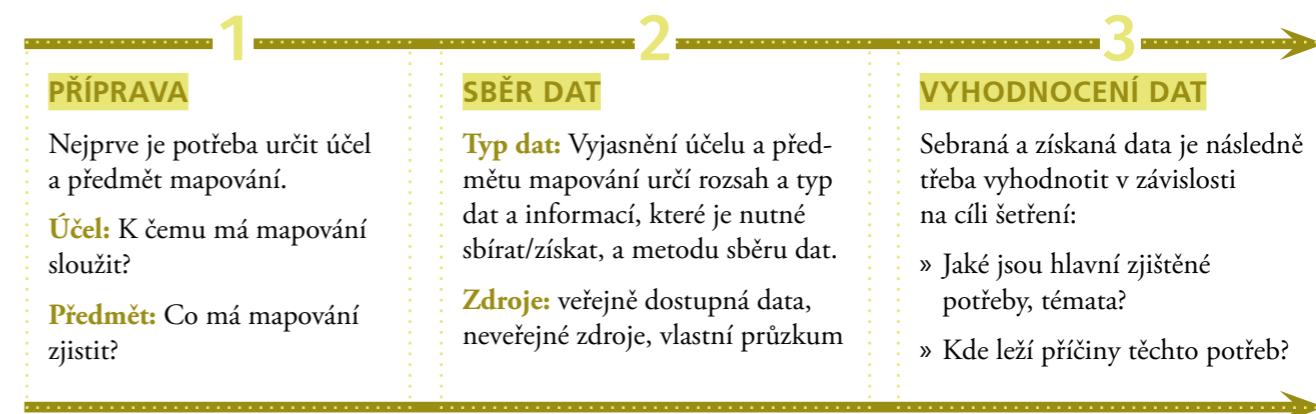 1
PŘÍPRAVA
Nejprve je potřeba určit účel
a předmět mapování.
Účel: K čemu má mapování
sloužit?
Předmět: Co má mapování
zjistit?
2
SBĚR DAT
Typ dat: Vyjasnění účelu a před-
mětu mapování určí rozsah a typ
dat a informací, které je nutné
sbírat/získat, a metodu sběru dat.
Zdroje: veřejně dostupná data,
neveřejné zdroje, vlastní průzkum
3
VYHODNOCENÍ DAT
Sebraná a získaná data je následně
třeba vyhodnotit v závislosti
na cíli šetření:
» Jaké jsou hlavní zjištěné
potřeby, témata?
» Kde leží příčiny těchto potřeb?